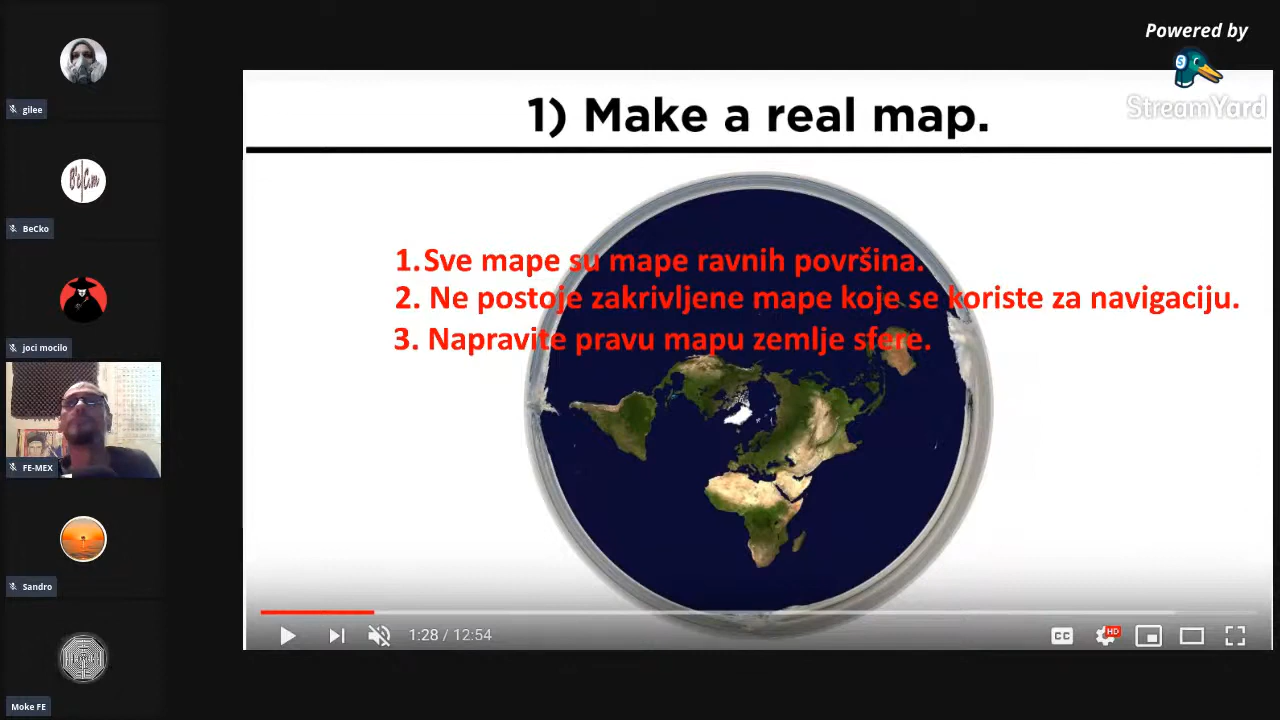 Powered by
StreamYard
gilee
BeCko
joci mocilo
FE-MEX
Sandro
Moke FE
1) Make a real map.
1. Sve mape su mape ravnih površina.
2. Ne postoje zakrivljene mape koje se koriste za navigaciju.
3. Napravite pravu mapu zemlje sfere.
1:28 / 12:54
CC
HD